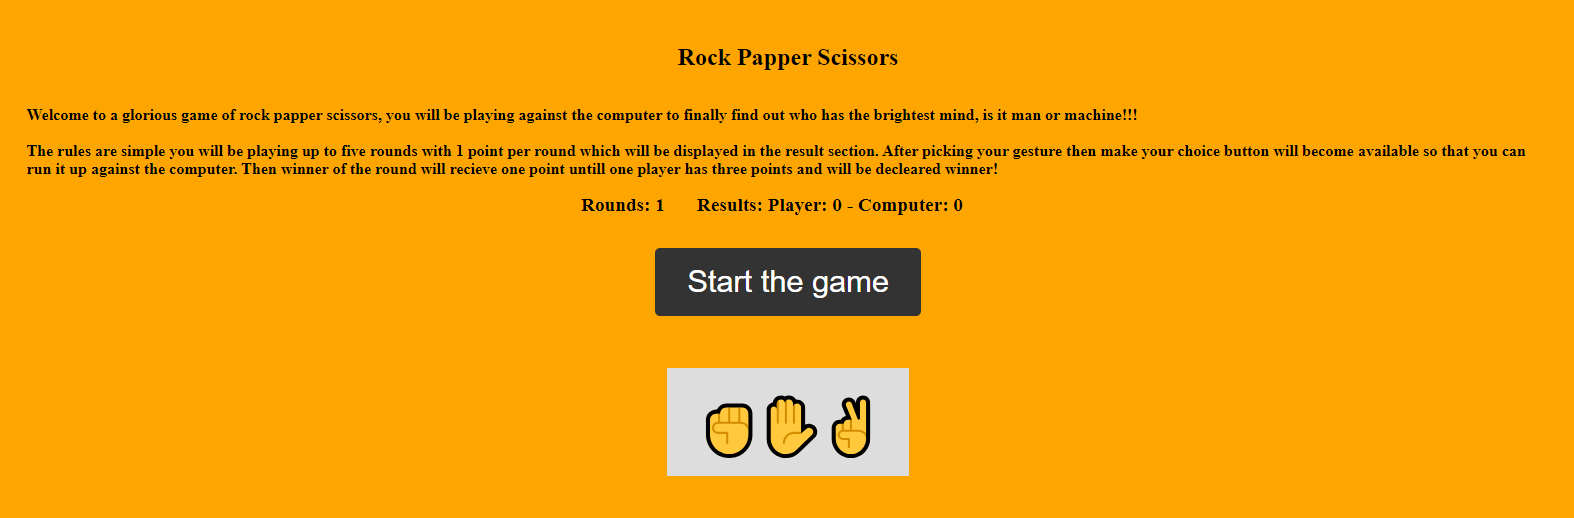 Rock Papper Scissors
Welcome to a glorious game of rock papper scissors, you will be playing against the computer to finally find out who has the brightest mind, is it man or machine!!!
The rules are simple you will be playing up to five rounds with 1 point per round which will be displayed in the result section. After picking your gesture then make your choice button will become available so that you can
run it up against the computer. Then winner of the round will recieve one point untill one player has three points and will be decleared winner!
Rounds: 1 Results: Player: 0 - Computer: 0
Start the game